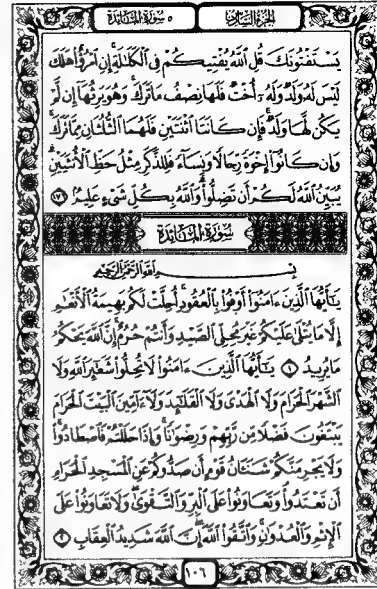 الجزء السادس ٥ سورة المائدة
يَسْتَفْتُونَكَ قُلِ ٱللَّهُ يُفْتِيكُمْ فِى ٱلْكَلَـٰلَةِ إِنِ ٱمْرُؤٌا۟ هَلَكَ
لَيْسَ لَهُۥ وَلَدٌ وَلَهُۥٓ أُخْتٌ فَلَهَا نِصْفُ مَا تَرَكَ وَهُوَ يَرِثُهَآ إِن لَّمْ
يَكُن لَّهَا وَلَدٌ فَإِن كَانَتَا ٱثْنَتَيْنِ فَلَهُمَا ٱلثُّلُثَانِ مِمَّا تَرَكَ
وَإِن كَانُوٓا۟ إِخْوَةً رِّجَالًا وَنِسَآءً فَلِلذَّكَرِ مِثْلُ حَظِّ ٱلْأُنثَيَيْنِ
يُبَيِّنُ ٱللَّهُ لَكُمْ أَن تَضِلُّوا۟ وَٱللَّهُ بِكُلِّ شَىْءٍ عَلِيمٌ ١٧٦
سُورَةُ المَائِدَةِ
بِسْمِ ٱللَّهِ ٱلرَّحْمَـٰنِ ٱلرَّحِيمِ
يَـٰٓأَيُّهَا ٱلَّذِينَ ءَامَنُوٓا۟ أَوْفُوا۟ بِٱلْعُقُودِ أُحِلَّتْ لَكُم بَهِيمَةُ ٱلْأَنْعَـٰمِ
إِلَّا مَا يُتْلَىٰ عَلَيْكُمْ غَيْرَ مُحِلِّى ٱلصَّيْدِ وَأَنتُمْ حُرُمٌ إِنَّ ٱللَّهَ يَحْكُمُ
مَا يُرِيدُ ١ يَـٰٓأَيُّهَا ٱلَّذِينَ ءَامَنُوا۟ لَا تُحِلُّوا۟ شَعَـٰٓئِرَ ٱللَّهِ وَلَا
ٱلشَّهْرَ ٱلْحَرَامَ وَلَا ٱلْهَدْىَ وَلَا ٱلْقَلَـٰٓئِدَ وَلَآ ءَآمِّينَ ٱلْبَيْتَ ٱلْحَرَامَ
يَبْتَغُونَ فَضْلًا مِّن رَّبِّهِمْ وَرِضْوَٰنًا وَإِذَا حَلَلْتُمْ فَٱصْطَادُوا۟
وَلَا يَجْرِمَنَّكُمْ شَنَـَٔانُ قَوْمٍ أَن صَدُّوكُمْ عَنِ ٱلْمَسْجِدِ ٱلْحَرَامِ
أَن تَعْتَدُوا۟ وَتَعَاوَنُوا۟ عَلَى ٱلْبِرِّ وَٱلتَّقْوَىٰ وَلَا تَعَاوَنُوا۟ عَلَى
ٱلْإِثْمِ وَٱلْعُدْوَٰنِ وَٱتَّقُوا۟ ٱللَّهَ إِنَّ ٱللَّهَ شَدِيدُ ٱلْعِقَابِ ٢
١٠٦